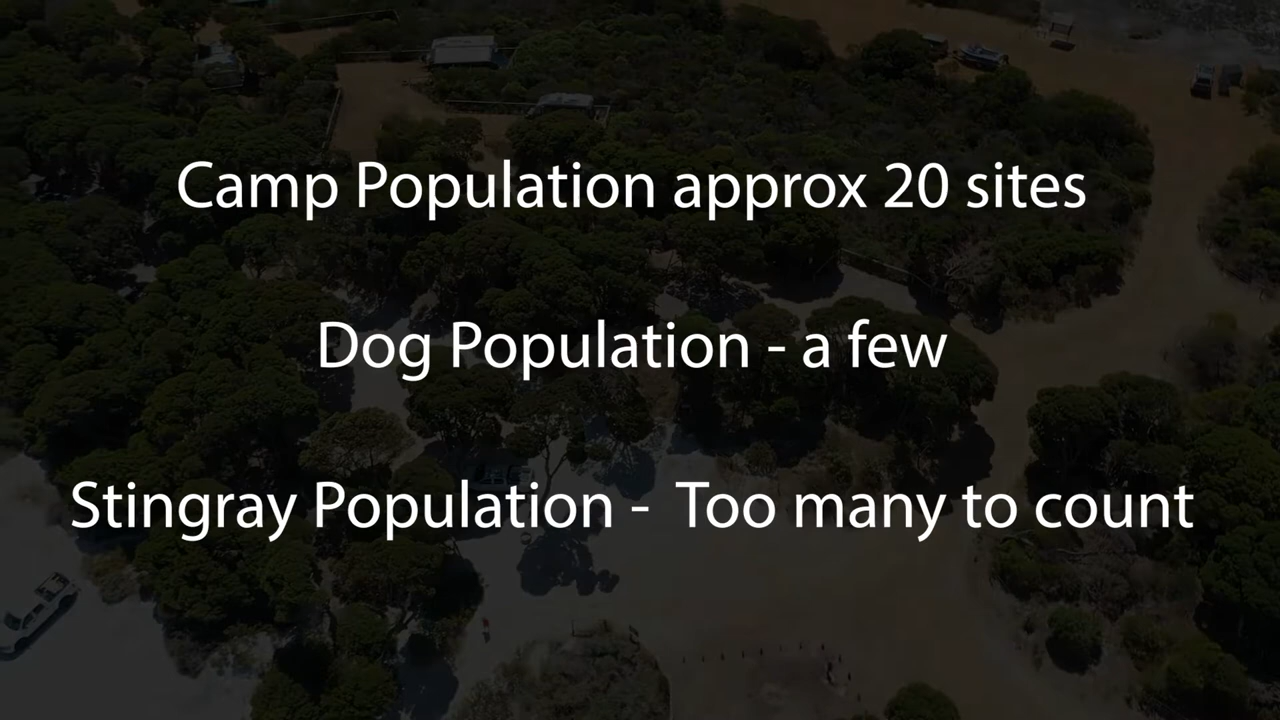 Camp Population approx 20 sites
Dog Population - a few
Stingray Population -  Too many to count